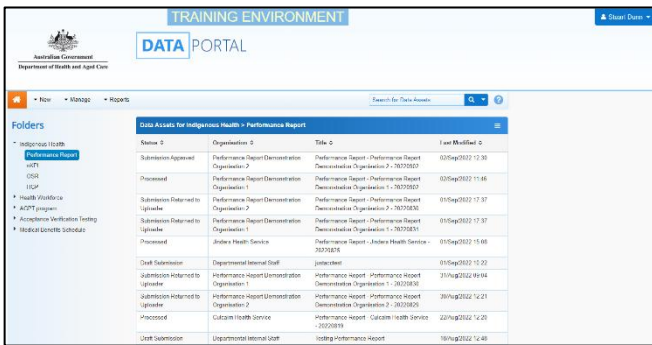 TRAINING ENVIRONMENT
Stuart Dunn
Australian Government
Department of Health and Aged Care
DATA PORTAL
New Manage Reports
Search for Data Assets
Folders
Data Assets for Indigenous Health > Performance Report
Indigenous Health
Performance Report
nKPI
OSR
HCP
Health Workforce
AGPT program
Acceptance Verification Testing
Medical Benefits Schedule
Status Organisation Title Last Modified
Submission Approved Performance Report Demonstration Performance Report - Performance Report 02/Sep/2022 12:30
Organisation 2 Demonstration Organisation 2 - 20220902
Processed Performance Report Demonstration Performance Report - Performance Report 02/Sep/2022 11:46
Organisation 1 Demonstration Organisation 1 - 20220902
Submission Returned to Performance Report Demonstration Performance Report - Performance Report 01/Sep/2022 17:37
Uploader Organisation 2 Demonstration Organisation 2 - 20220830
Submission Returned to Performance Report Demonstration Performance Report - Performance Report 01/Sep/2022 17:37
Uploader Organisation 1 Demonstration Organisation 1 - 20220831
Processed Jindera Health Service Performance Report - Jindera Health Service - 01/Sep/2022 15:08
20220826
Draft Submission Departmental Internal Staff 01/Sep/2022 10:22
Submission Returned to Performance Report Demonstration Performance Report - Performance Report 31/Aug/2022 09:04
Uploader Organisation 1 Demonstration Organisation 1 - 20220830
Submission Returned to Performance Report Demonstration Performance Report - Performance Report 30/Aug/2022 12:21
Uploader Organisation 2 Demonstration Organisation 2 - 20220829
Processed Culcairn Health Service Performance Report - Culcairn Health Service 22/Aug/2022 12:20
- 20220819
Draft Submission Departmental Internal Staff Testing Performance Report 18/Aug/2022 12:48